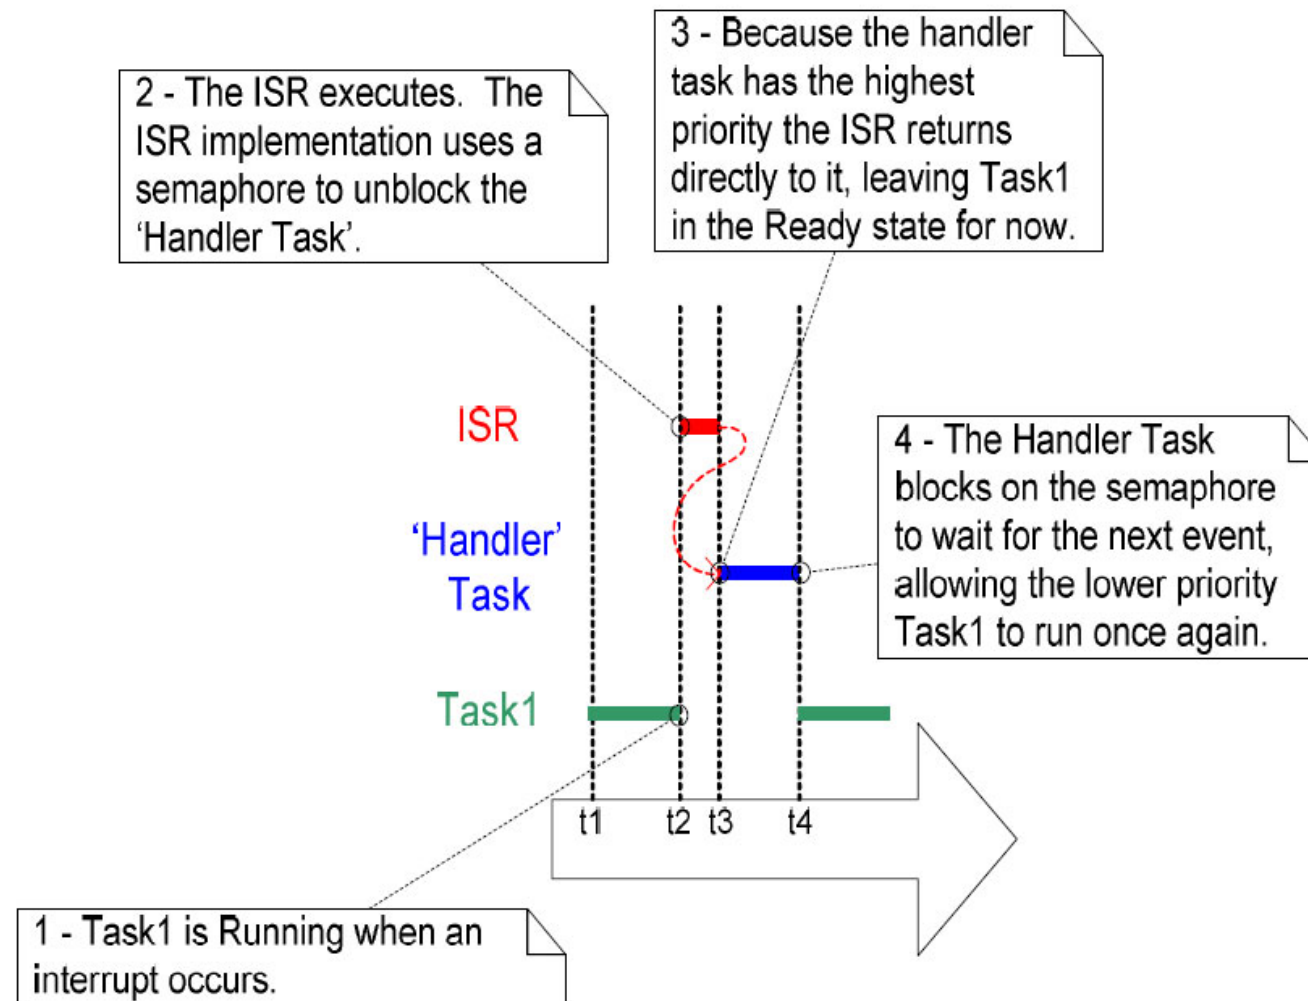 2 - The ISR executes.  The
ISR implementation uses a
semaphore to unblock the
‘Handler Task’.
3 - Because the handler
task has the highest
priority the ISR returns
directly to it, leaving Task1
in the Ready state for now.
ISR
‘Handler’
Task
4 - The Handler Task
blocks on the semaphore
to wait for the next event,
allowing the lower priority
Task1 to run once again.
Task1
t1 t2 t3 t4
1 - Task1 is Running when an
interrupt occurs.